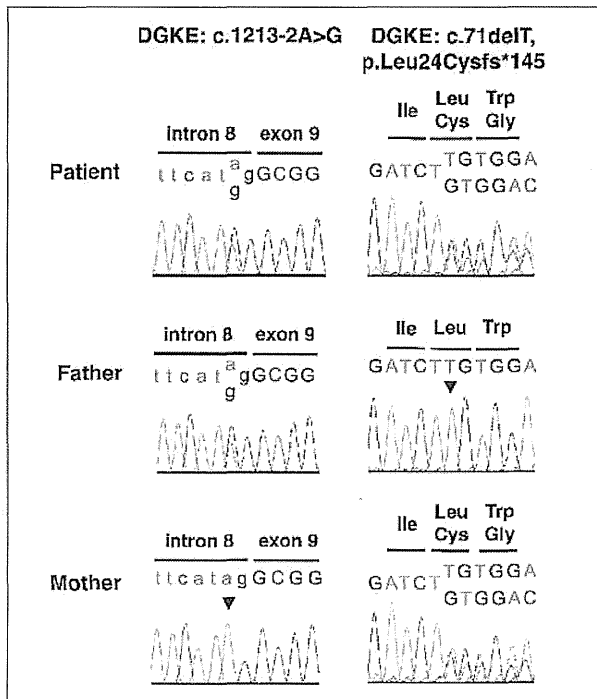 DGKE: c.1213-2A>G DGKE: c.71delT,
p.Leu24Cysfs*145
Ile Leu Trp
Cys Gly
intron 8 exon 9
Patient
ttcat a gGCGG
g
GATCT TGTGGA
GTGGAC
intron 8 exon 9
Ile Leu Trp
Father
ttcat a gGCGG
g
GATCTTGTGGA
Ile Leu Trp
Cys Gly
intron 8 exon 9
Mother
ttcatagGCGG
GATCT TGTGGA
GTGGAC